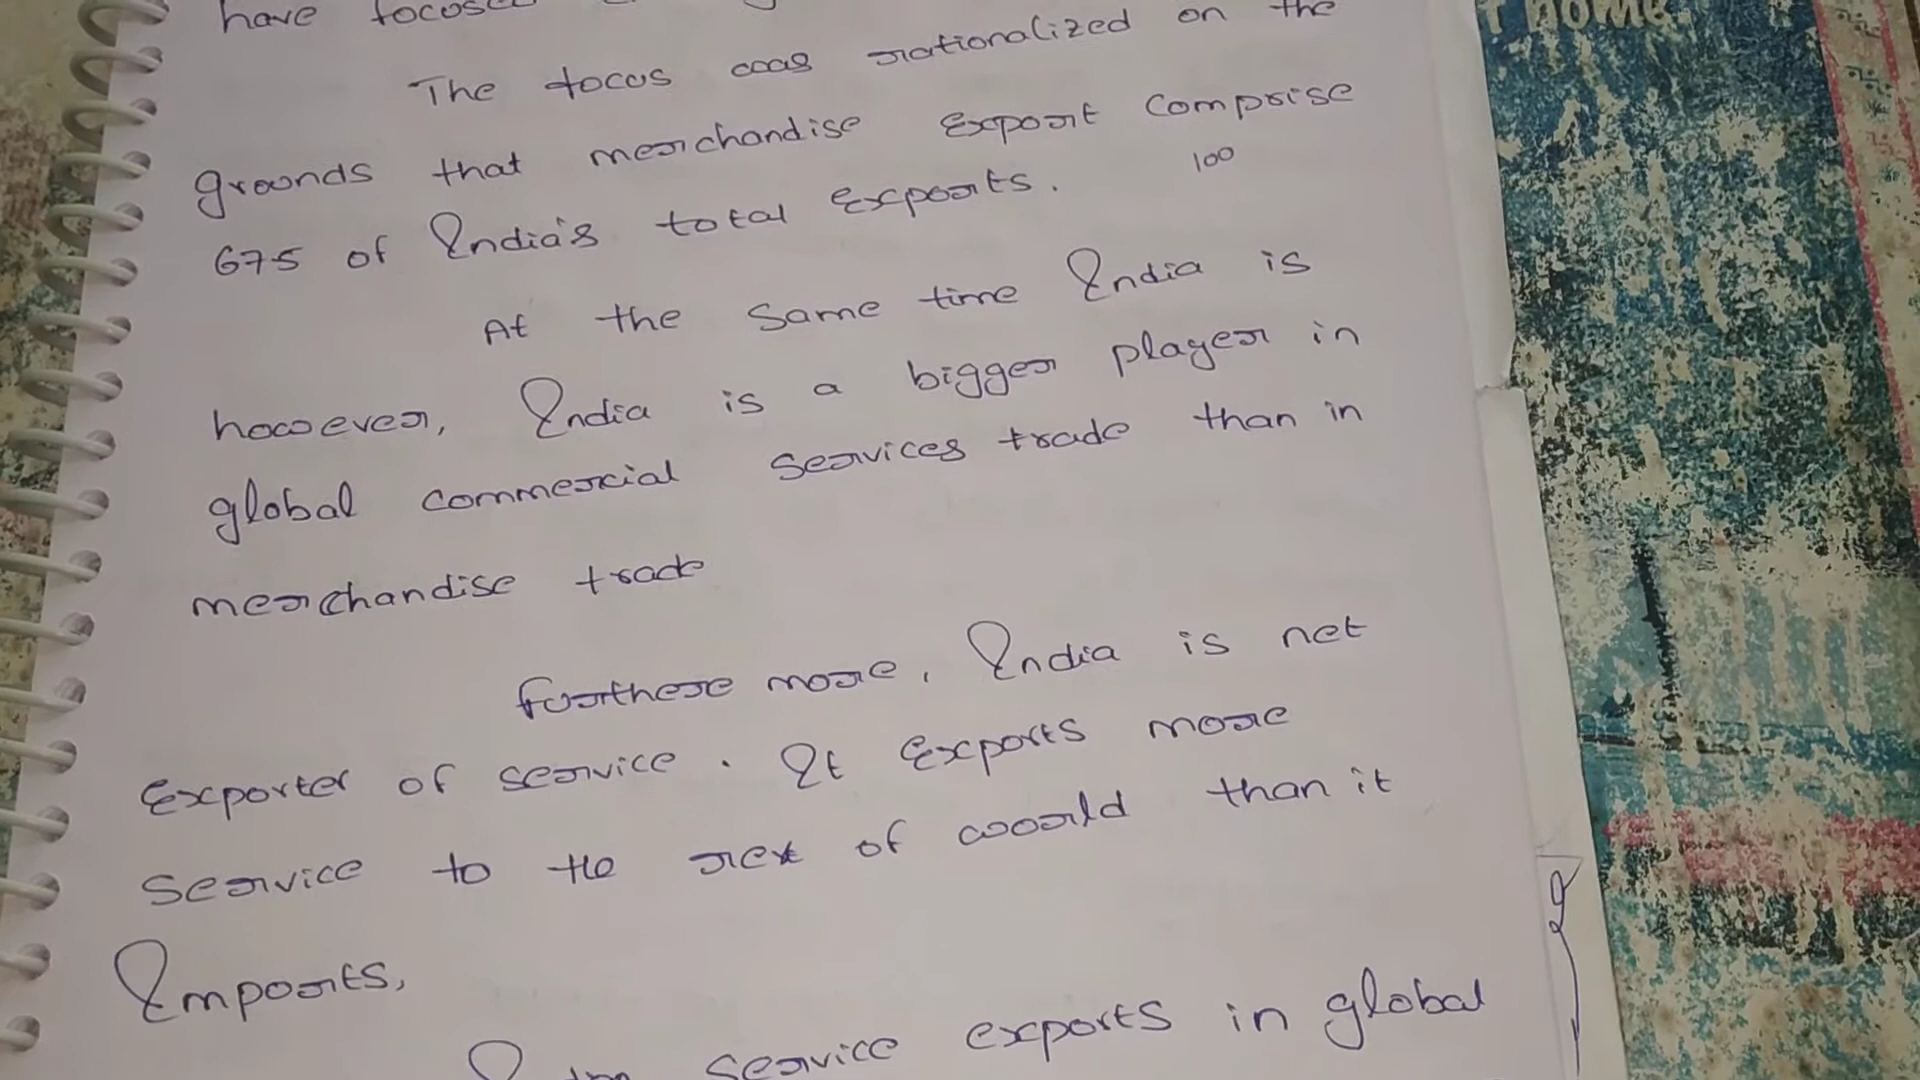 have focused
The focus was rationalized on the
grounds that merchandise Export comprise
100
675 of India's total Exports.
At the same time India is
however, India is a bigger player in
global commercial services trade than in
merchandise trade
furthere more, India is net
Exporter of service. It Exports more
service to the rest of world than it
Imports,
service exports in global
home.